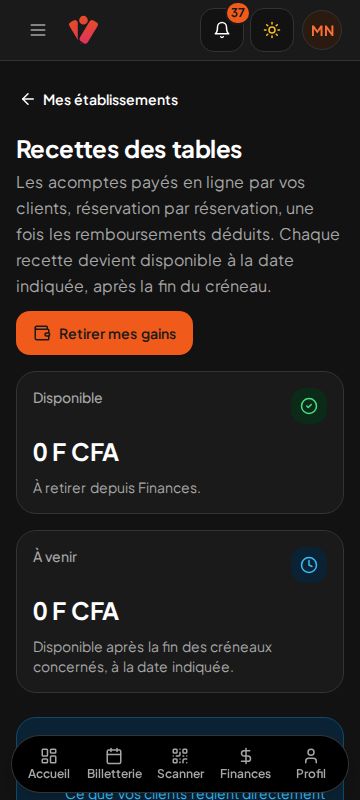 37
MN
Mes établissements
Recettes des tables
Les acomptes payés en ligne par vos
clients, réservation par réservation, une
fois les remboursements déduits. Chaque
recette devient disponible à la date
indiquée, après la fin du créneau.
Retirer mes gains
Disponible
0 F CFA
À retirer depuis Finances.
À venir
0 F CFA
Disponible après la fin des créneaux
concernés, à la date indiquée.
Accueil Billetterie Scanner Finances Profil
Ce que vos clients règlent directement